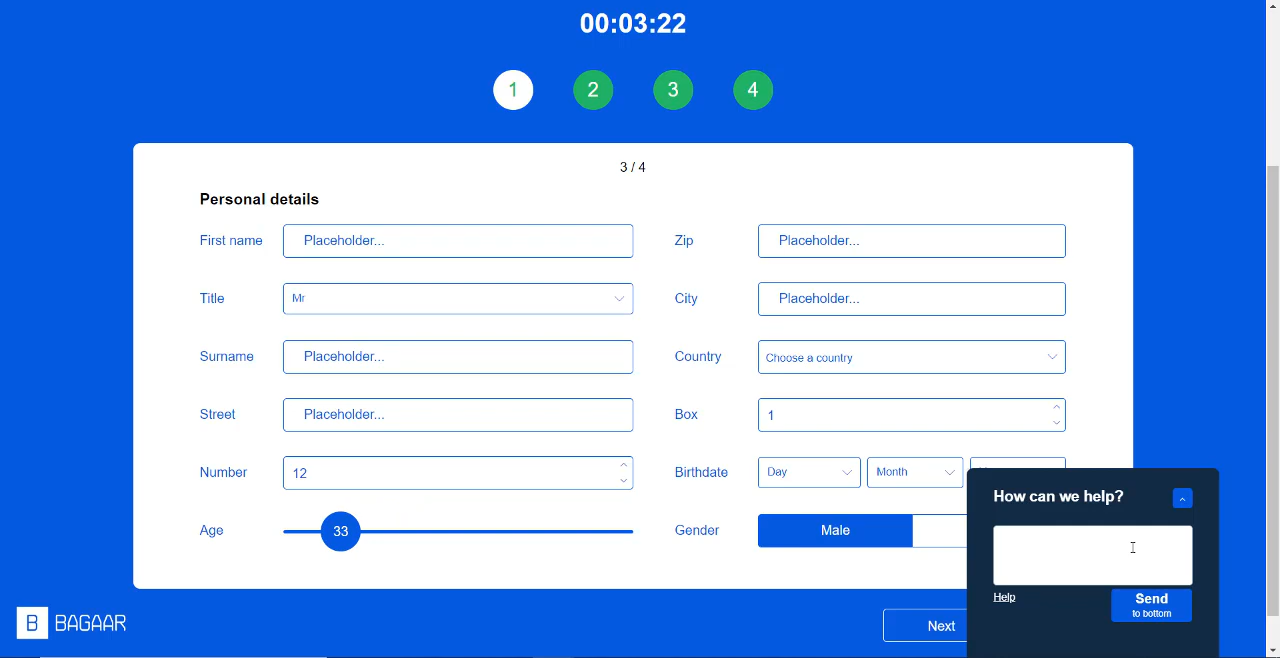 00:03:22
1 2 3 4
3 / 4
Personal details
First name Placeholder...
Zip Placeholder...
Title Mr
City Placeholder...
Surname Placeholder...
Country Choose a country
Street Placeholder...
Box 1
Number 12
Birthdate Day Month
Age 33
Gender Male
How can we help?
Help
Send
to bottom
B BAGAAR
Next